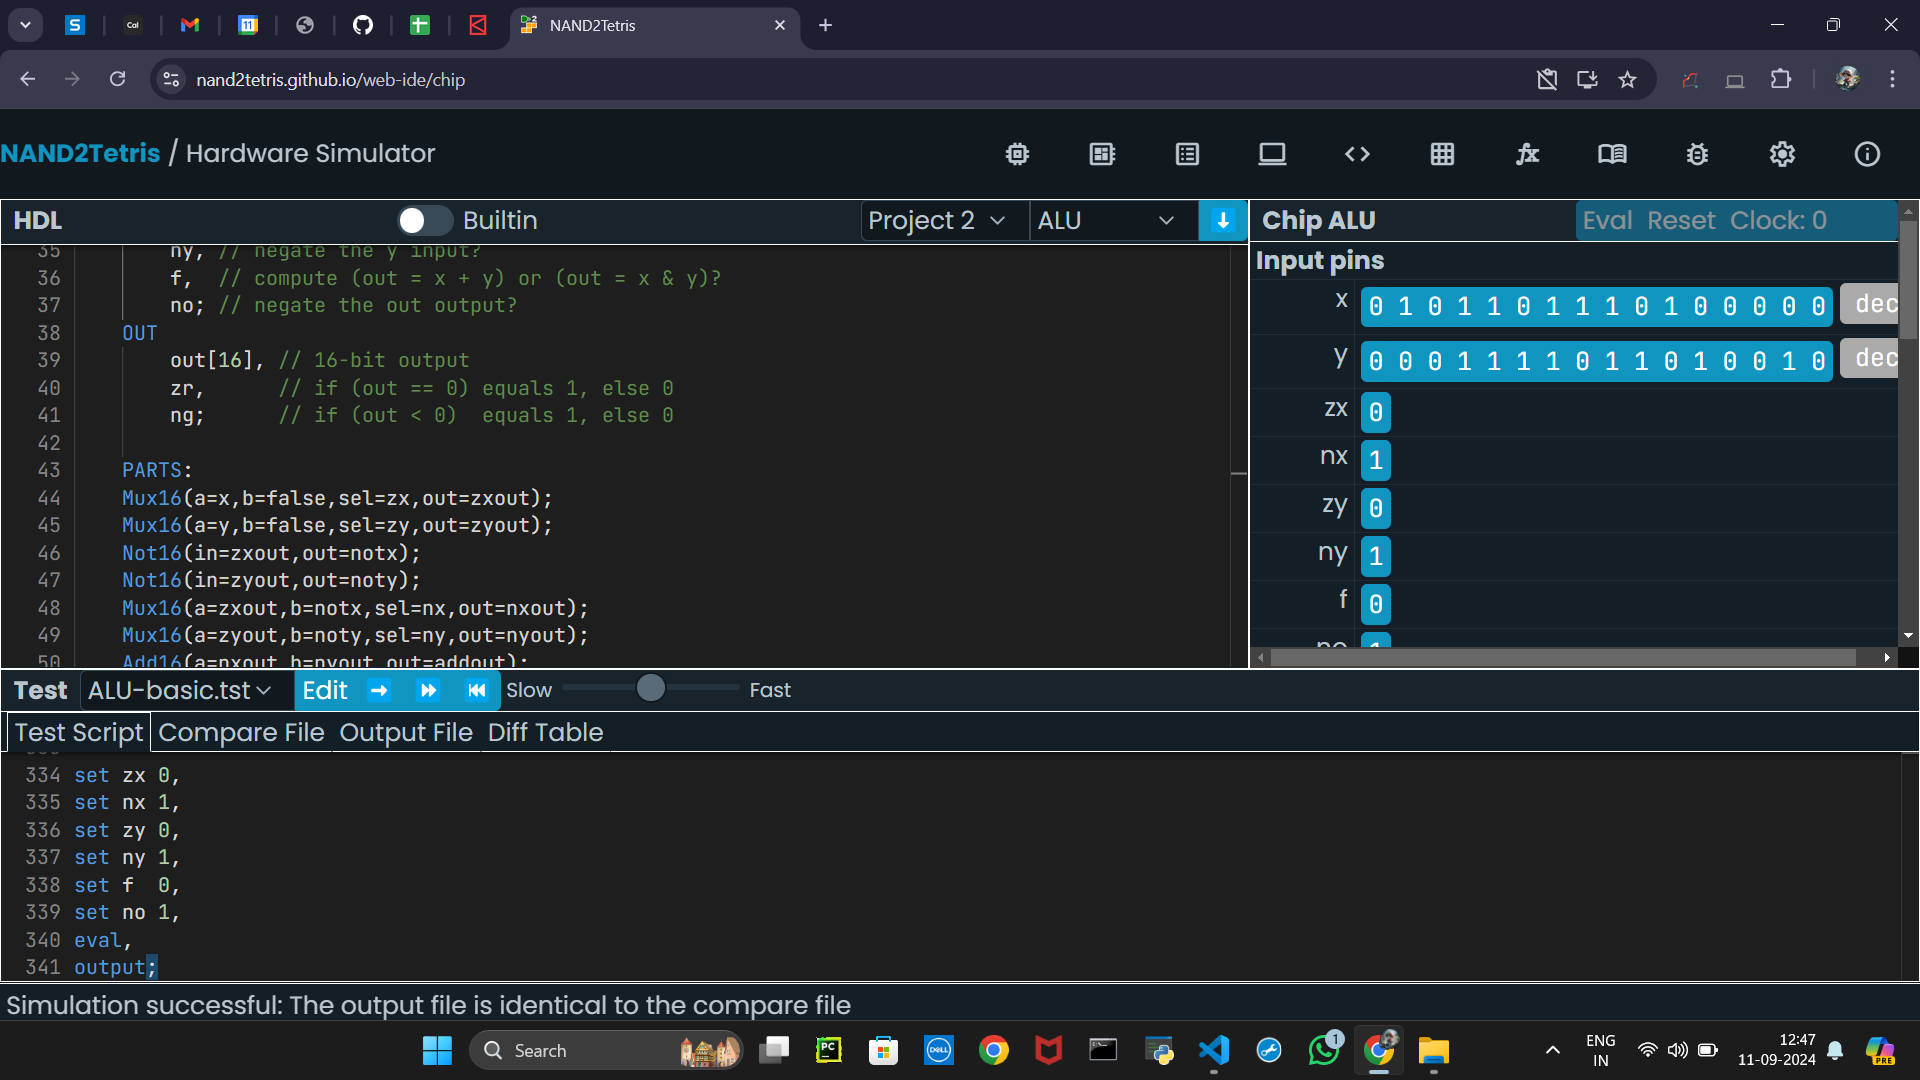 Cal
11
NAND2Tetris
nand2tetris.github.io/web-ide/chip
NAND2Tetris / Hardware Simulator
HDL
Builtin
Project 2
ALU
35 ny, // negate the y input?
36 f,  // compute (out = x + y) or (out = x & y)?
37 no; // negate the out output?
38 OUT
39 out[16], // 16-bit output
40 zr,      // if (out == 0) equals 1, else 0
41 ng;      // if (out < 0)  equals 1, else 0
42
43 PARTS:
44 Mux16(a=x,b=false,sel=zx,out=zxout);
45 Mux16(a=y,b=false,sel=zy,out=zyout);
46 Not16(in=zxout,out=notx);
47 Not16(in=zyout,out=noty);
48 Mux16(a=zxout,b=notx,sel=nx,out=nxout);
49 Mux16(a=zyout,b=noty,sel=ny,out=nyout);
50 Add16(a=nxout,b=nyout,out=addout);
Chip ALU
Eval Reset Clock: 0
Input pins
x 0 1 0 1 1 0 1 1 1 0 1 0 0 0 0 0 dec
y 0 0 0 1 1 1 1 0 1 1 0 1 0 0 1 0 dec
zx 0
nx 1
zy 0
ny 1
f 0
no 1
Test ALU-basic.tst Edit Slow Fast
Test Script Compare File Output File Diff Table
334 set zx 0,
335 set nx 1,
336 set zy 0,
337 set ny 1,
338 set f  0,
339 set no 1,
340 eval,
341 output;
Simulation successful: The output file is identical to the compare file
Search
PC
DELL
1
ENG
IN
12:47
11-09-2024
PRE